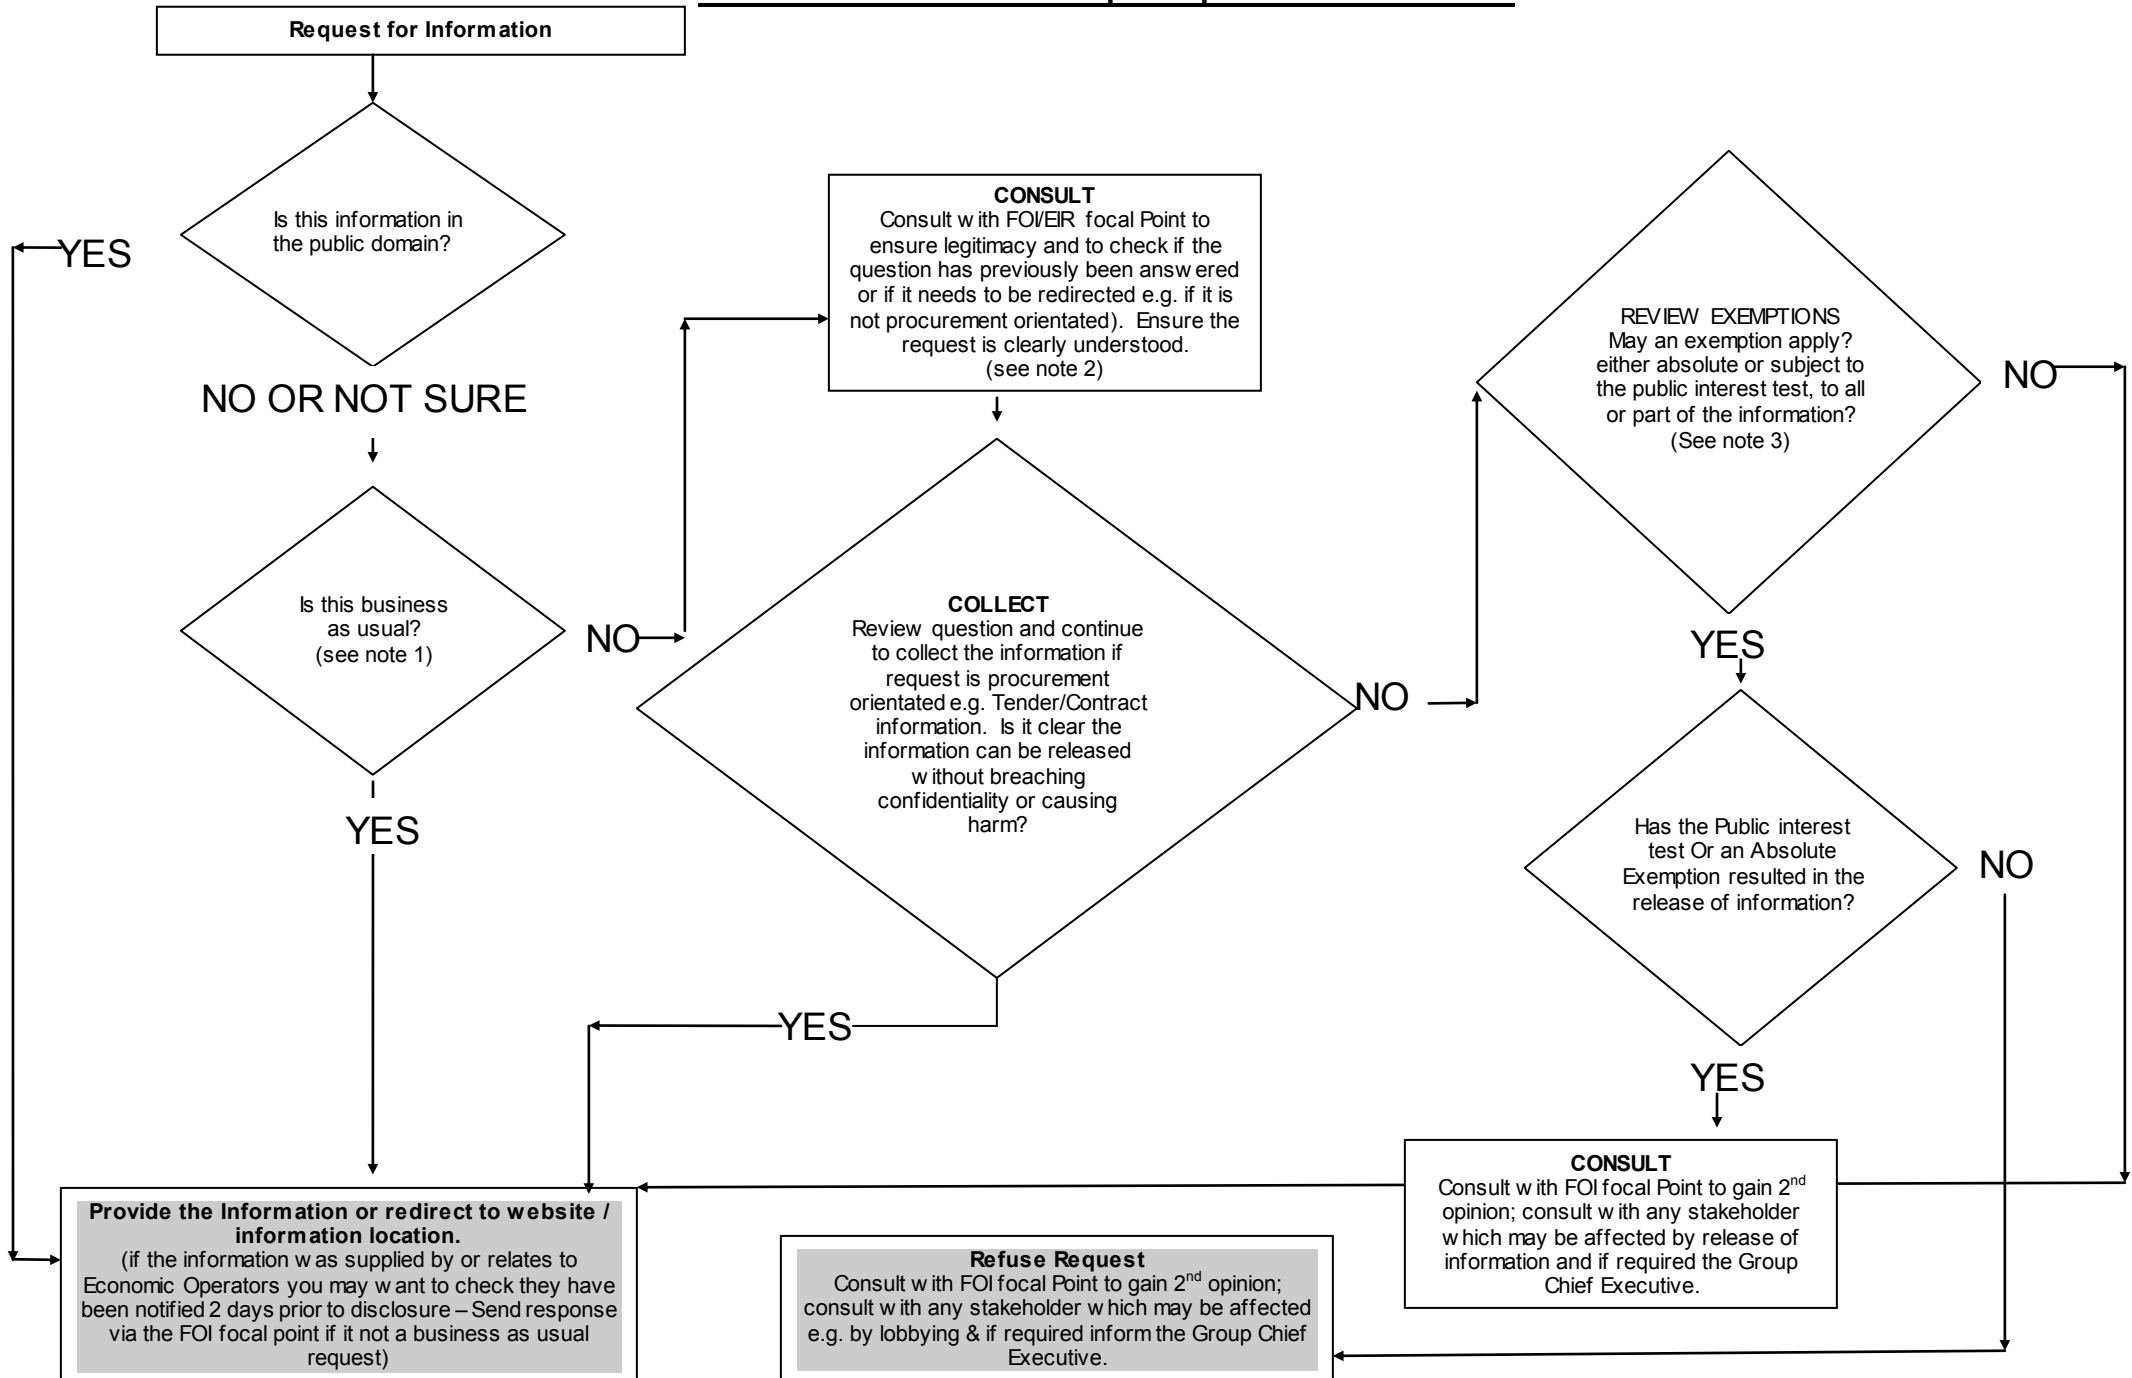 Request for Information
Is this information in
the public domain?
YES
NO OR NOT SURE
Is this business
as usual?
(see note 1)
NO
YES
CONSULT
Consult with FOI/EIR focal Point to
ensure legitimacy and to check if the
question has previously been answered
or if it needs to be redirected e.g. if it is
not procurement orientated). Ensure the
request is clearly understood.
(see note 2)
COLLECT
Review question and continue
to collect the information if
request is procurement
orientated e.g. Tender/Contract
information. Is it clear the
information can be released
without breaching
confidentiality or causing
harm?
NO
YES
REVIEW EXEMPTIONS
May an exemption apply?
either absolute or subject to
the public interest test, to all
or part of the information?
(See note 3)
NO
YES
Has the Public interest
test Or an Absolute
Exemption resulted in the
release of information?
NO
YES
CONSULT
Consult with FOI focal Point to gain 2nd
opinion; consult with any stakeholder
which may be affected by release of
information and if required the Group
Chief Executive.
Provide the Information or redirect to website /
information location.
(if the information was supplied by or relates to
Economic Operators you may want to check they have
been notified 2 days prior to disclosure – Send response
via the FOI focal point if it not a business as usual
request)
Refuse Request
Consult with FOI focal Point to gain 2nd opinion;
consult with any stakeholder which may be affected
e.g. by lobbying & if required inform the Group Chief
Executive.